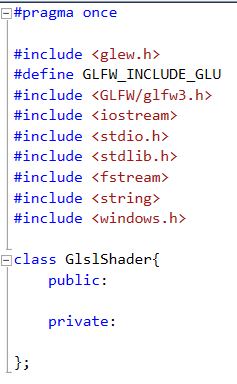 #pragma once
#include <glew.h>
#define GLFW_INCLUDE_GLU
#include <GLFW/glfw3.h>
#include <iostream>
#include <stdio.h>
#include <stdlib.h>
#include <fstream>
#include <string>
#include <windows.h>
class GlslShader{
public:
private:
};